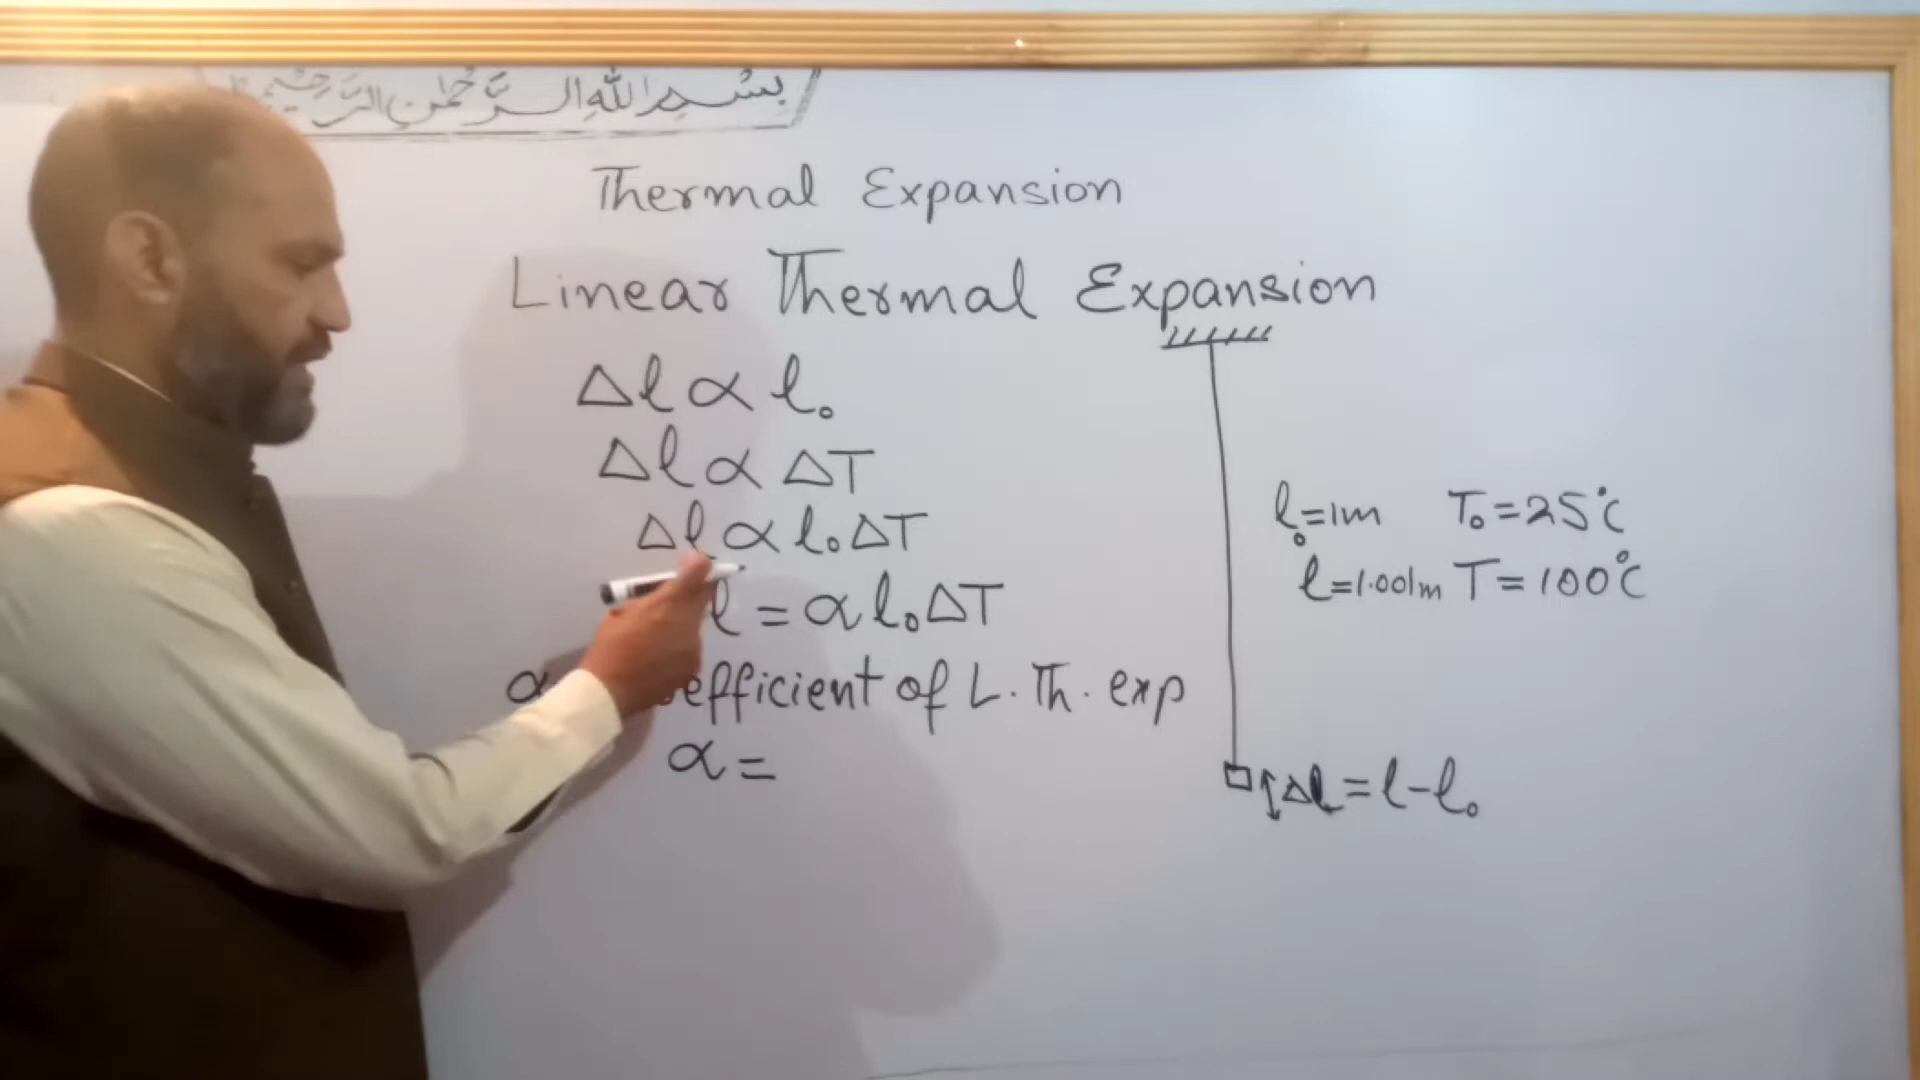 بسم الله الرحمن الرحيم
Thermal Expansion
Linear Thermal Expansion
Δl ∝ l₀
Δl ∝ ΔT
Δl ∝ l₀ΔT
l = αl₀ΔT
α efficient of L. Th. exp
α =
l₀=1m T₀=25°C
l=1.001m T=100°C
Δl=l-l₀